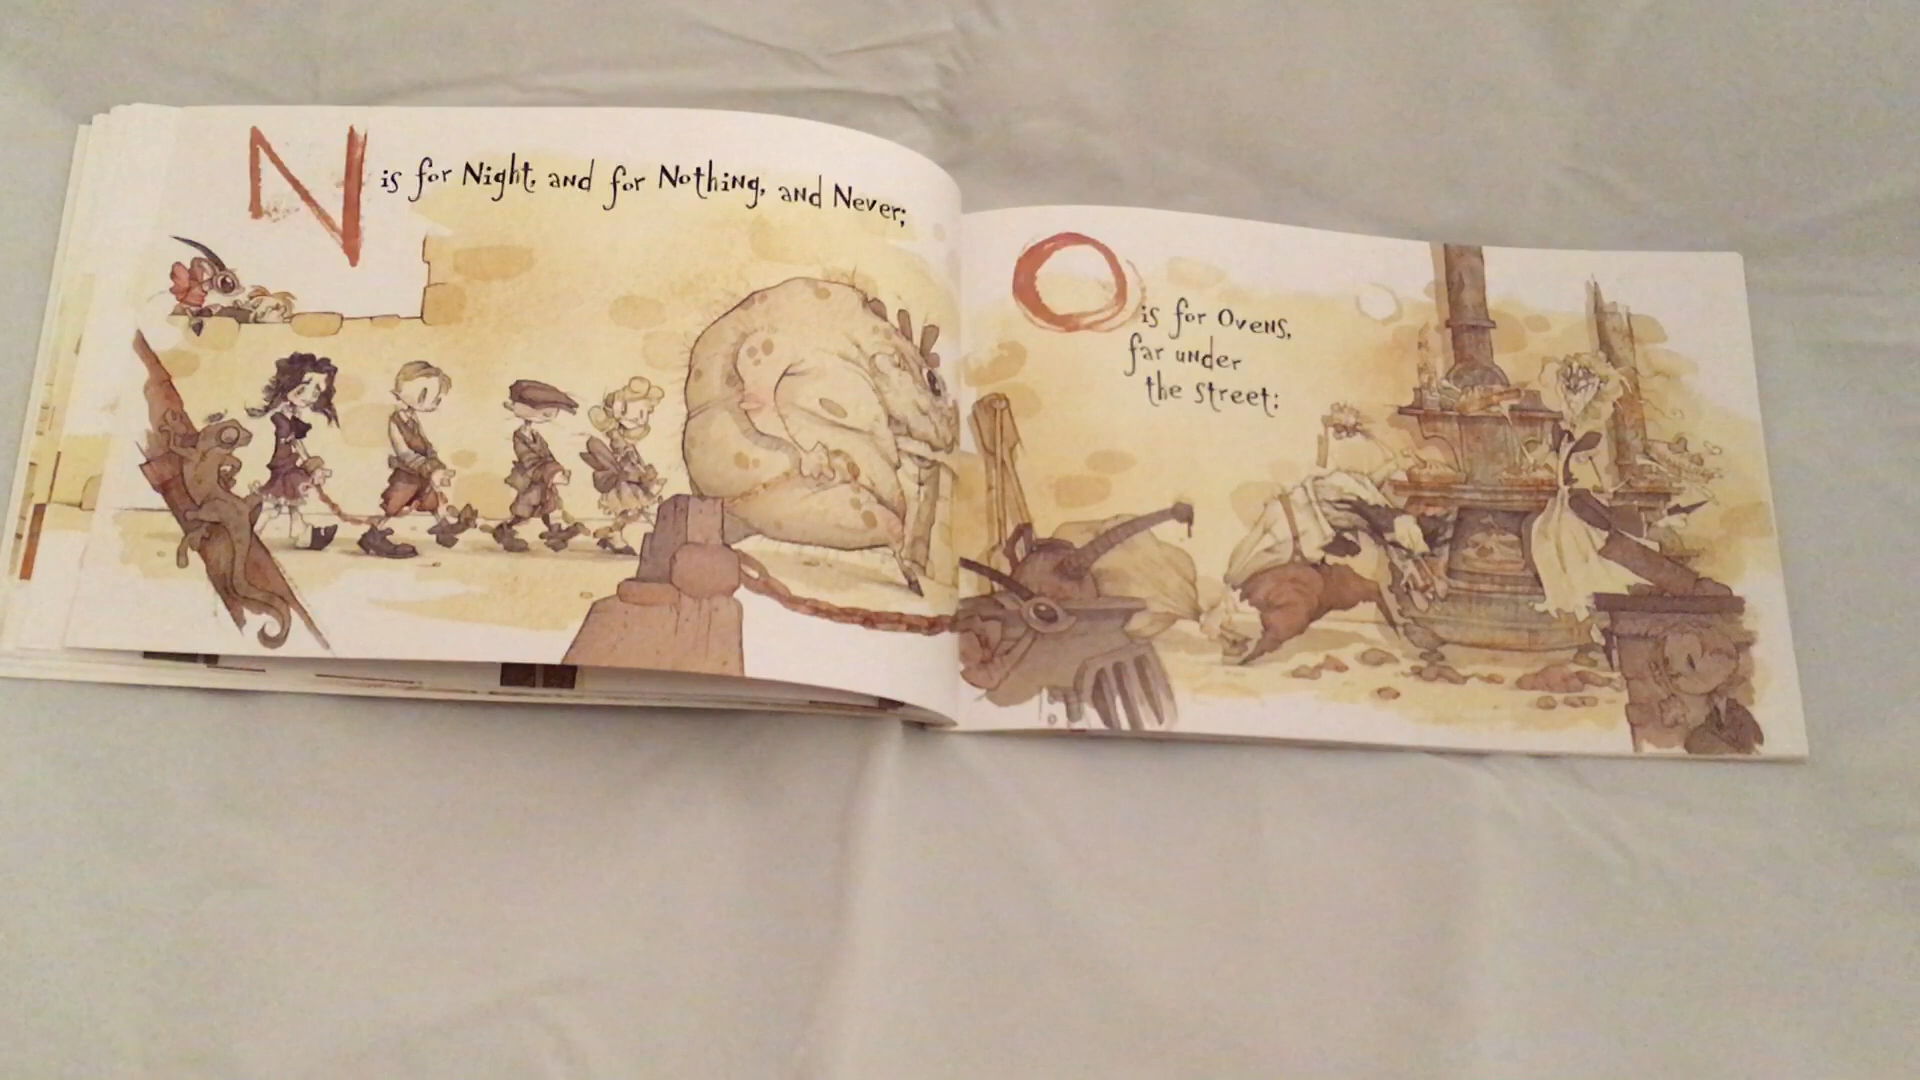 N is for Night, and for Nothing, and Never;
O is for Ovens,
far under
the street;